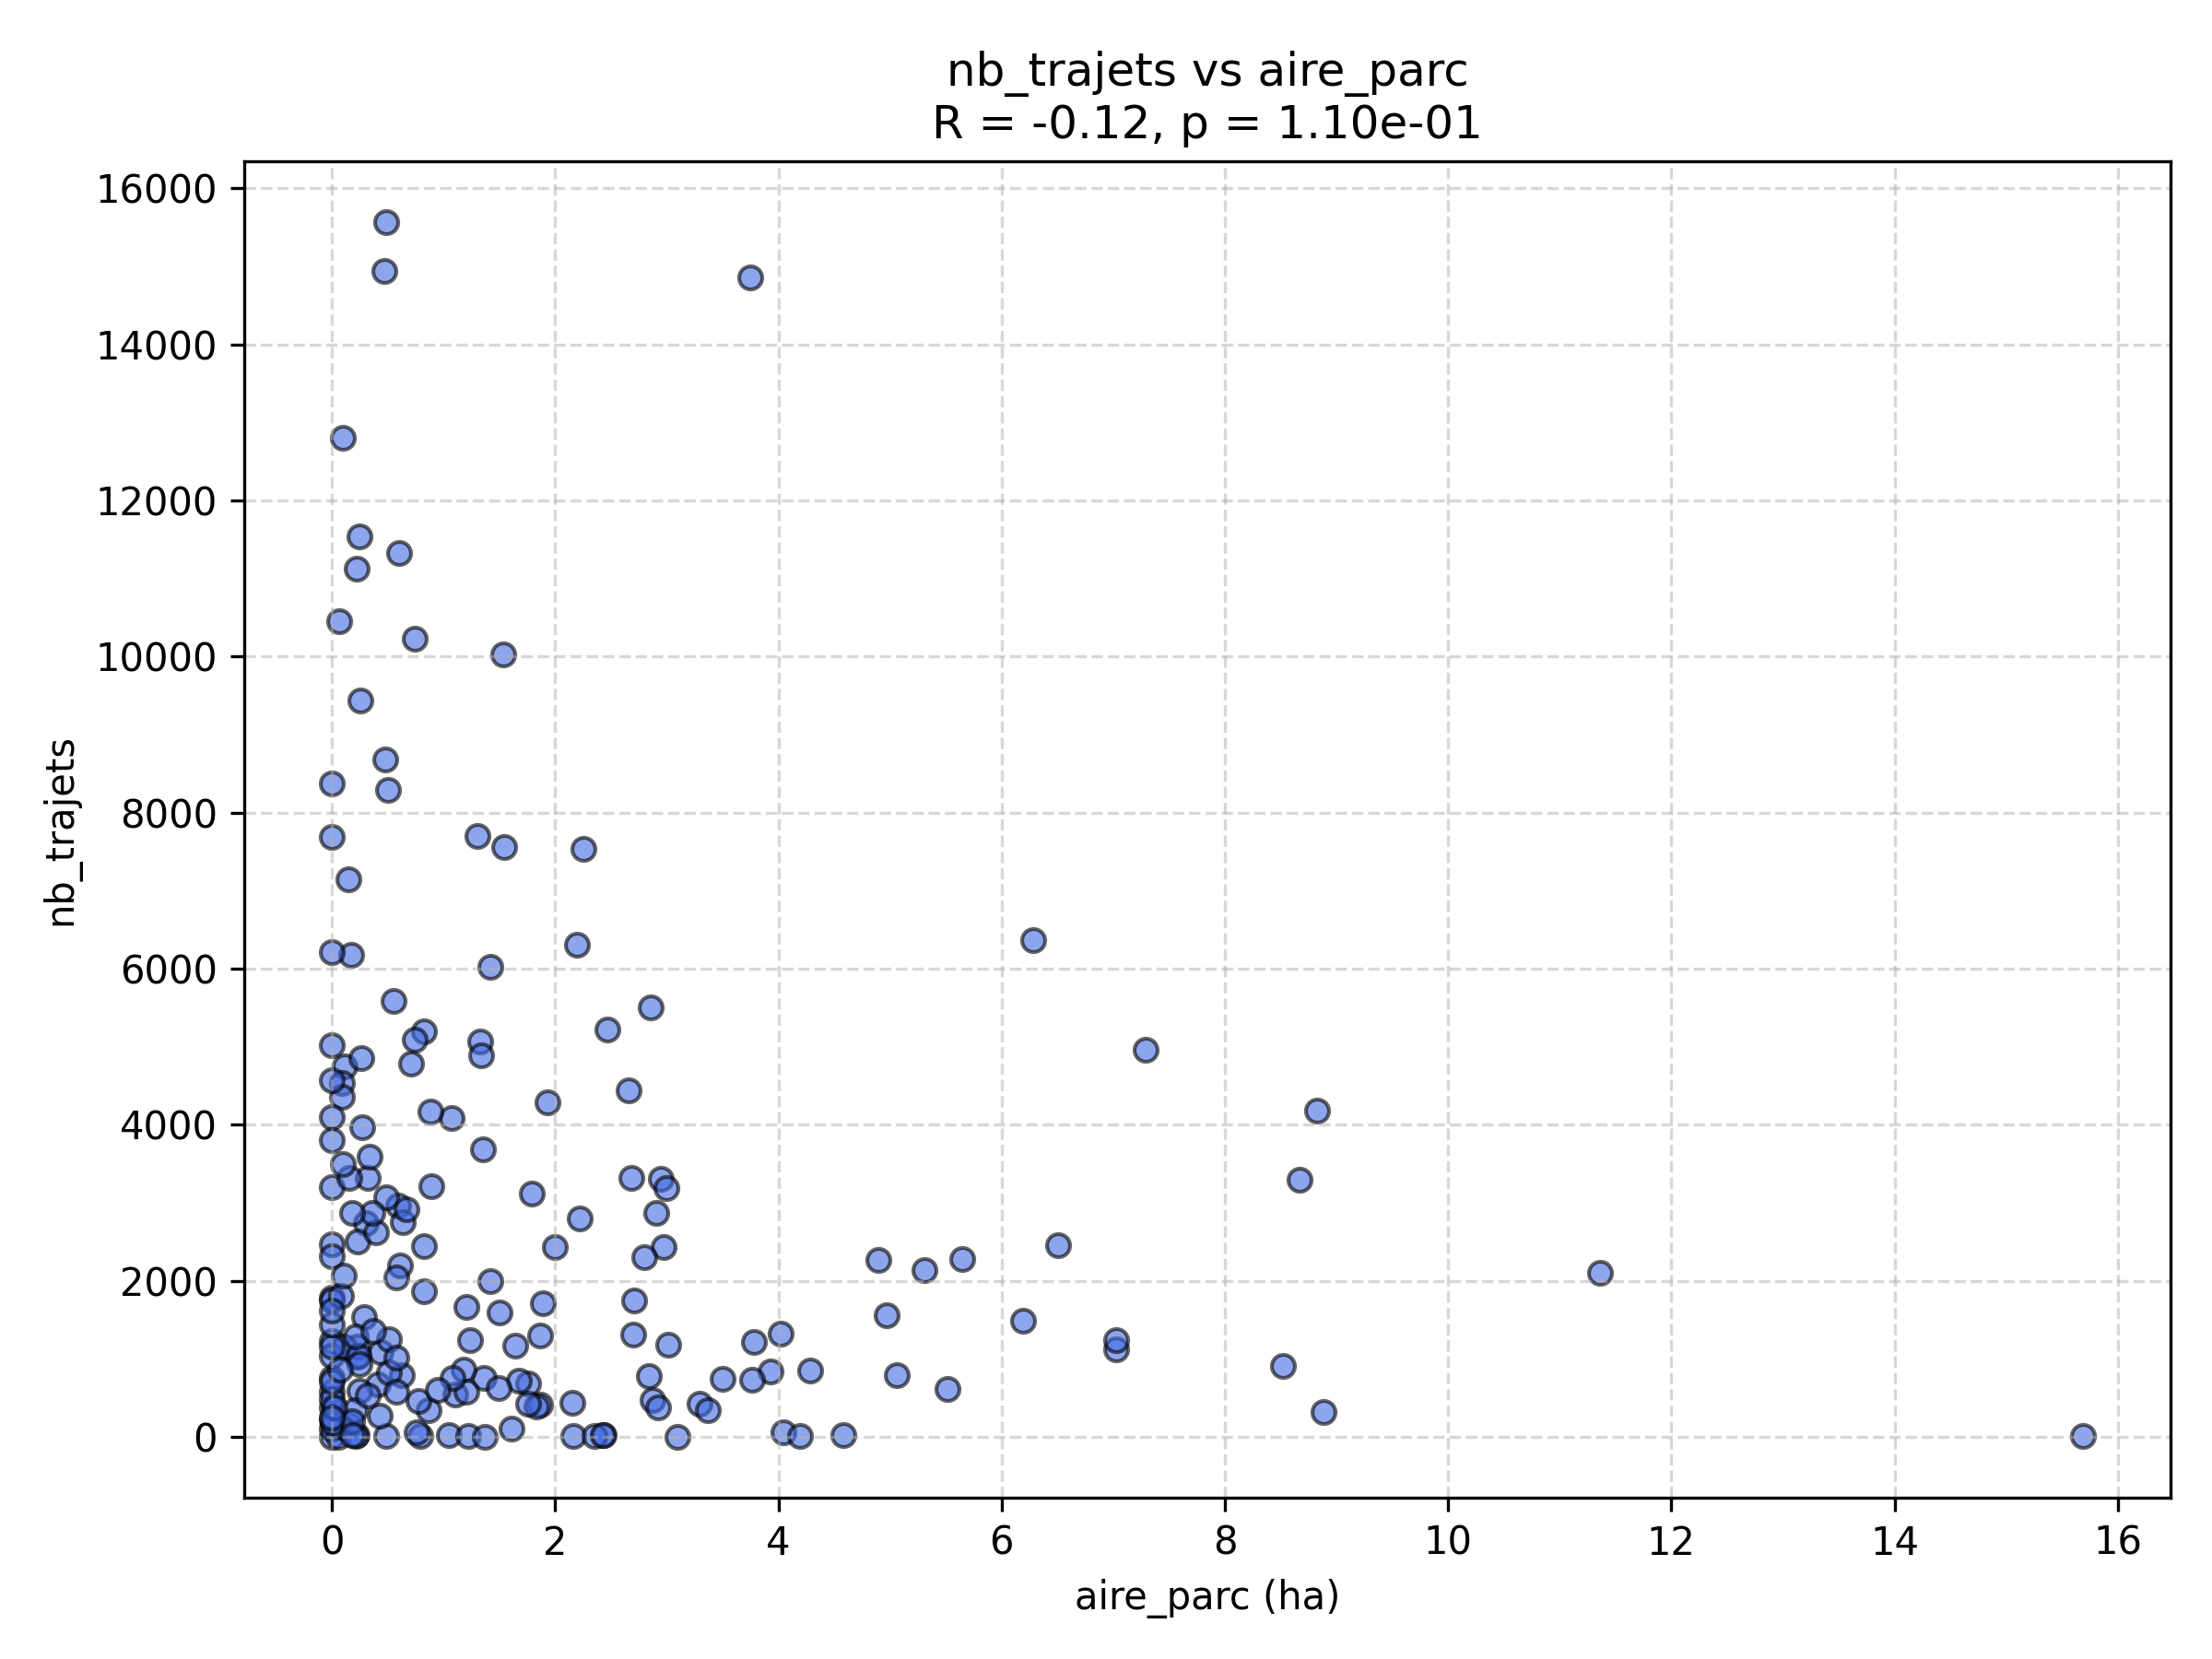 nb_trajets vs aire_parc
R = -0.12, p = 1.10e-01
16000
14000
12000
10000
8000
6000
4000
2000
0
nb_trajets
0 2 4 6 8 10 12 14 16
aire_parc (ha)